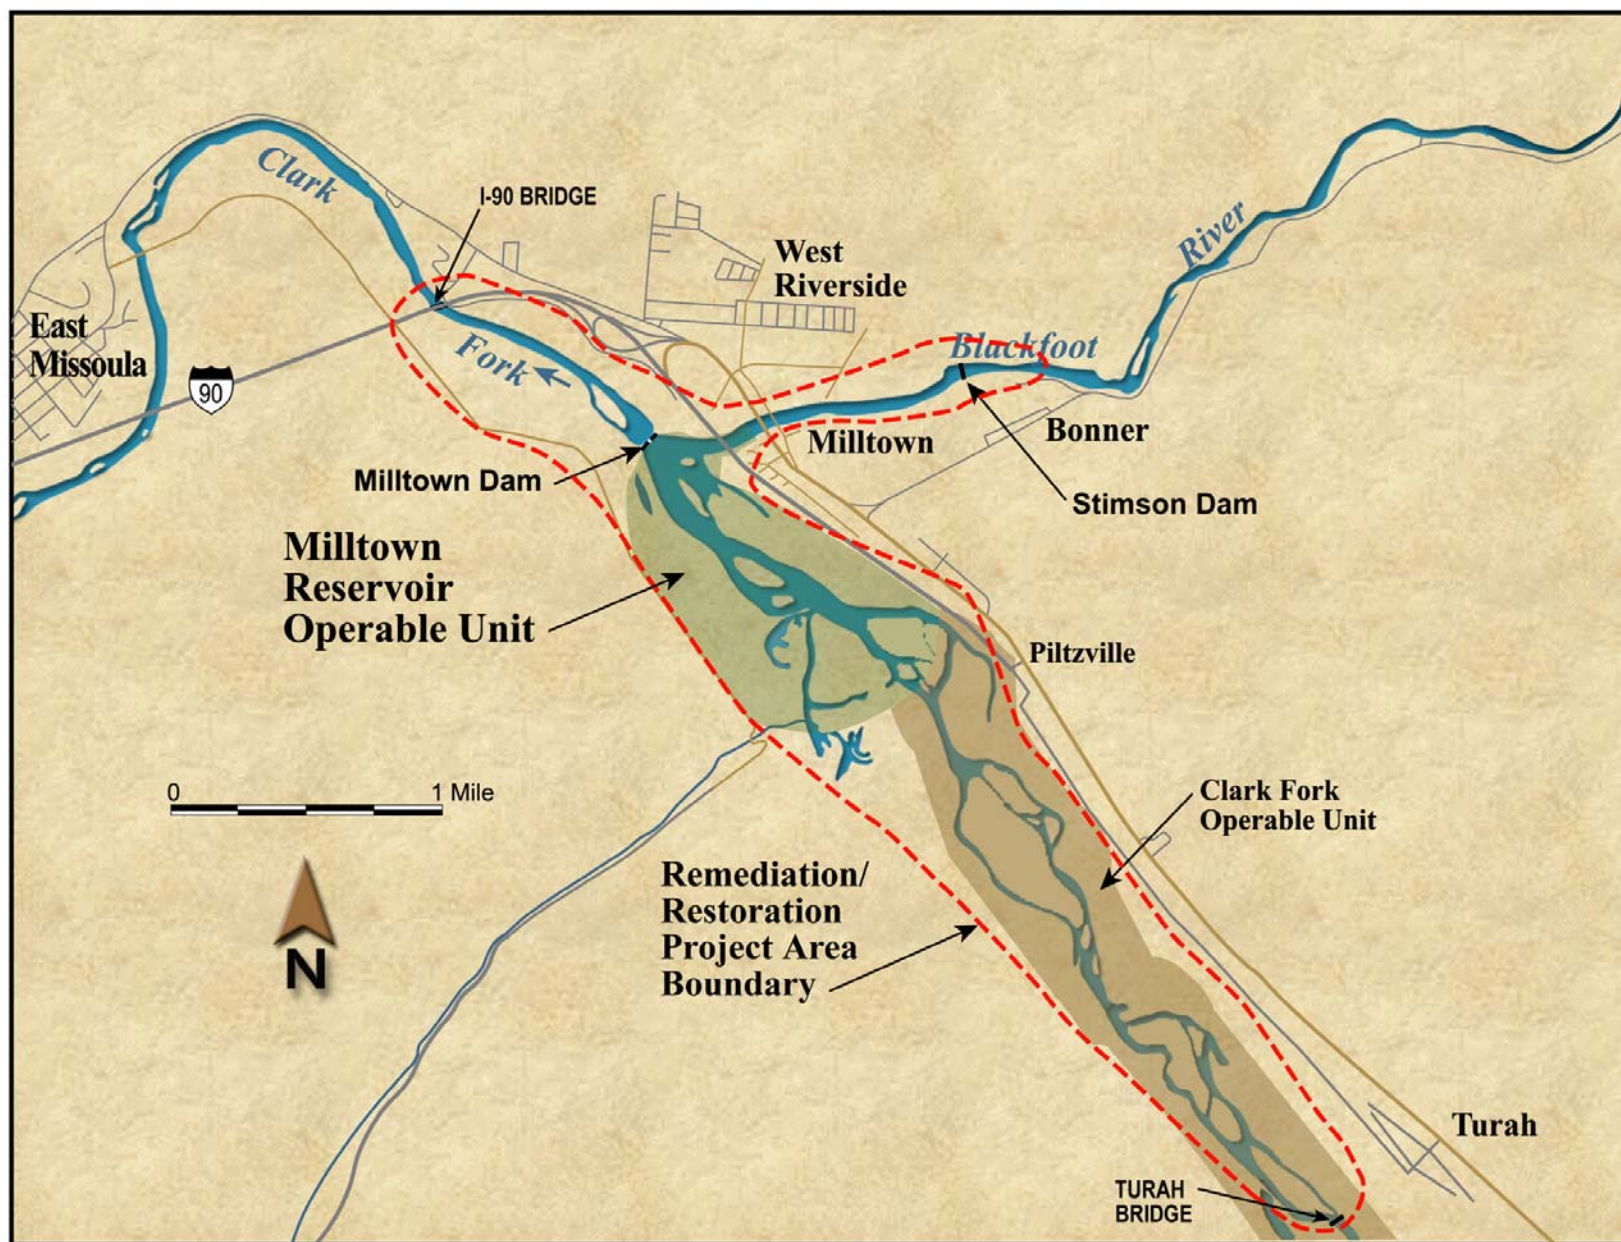 Clark
I-90 BRIDGE
River
West
Riverside
East
Missoula
90
Fork
Blackfoot
Milltown
Bonner
Milltown Dam
Stimson Dam
Milltown
Reservoir
Operable Unit
Piltzville
0 1 Mile
Clark Fork
Operable Unit
Remediation/
Restoration
Project Area
Boundary
N
Turah
TURAH
BRIDGE